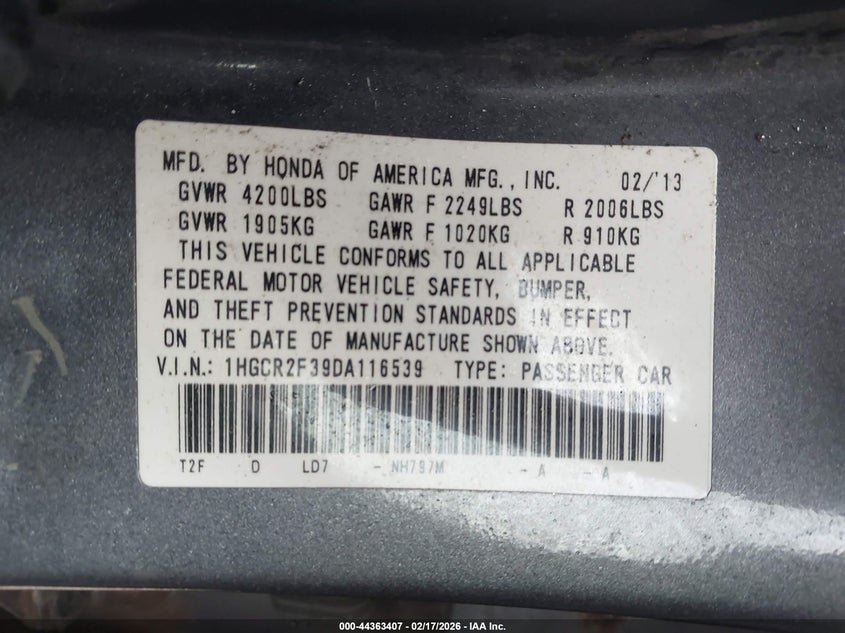 MFD. BY HONDA OF AMERICA MFG., INC. 02/'13
GVWR 4200LBS GAWR F 2249LBS R 2006LBS
GVWR 1905KG GAWR F 1020KG R 910KG
THIS VEHICLE CONFORMS TO ALL APPLICABLE
FEDERAL MOTOR VEHICLE SAFETY, BUMPER,
AND THEFT PREVENTION STANDARDS IN EFFECT
ON THE DATE OF MANUFACTURE SHOWN ABOVE.
V.I.N.: 1HGCR2F39DA116539 TYPE: PASSENGER CAR
T2F D LD7 - NH797M - A - A
000-44363407 - 02/17/2026 - IAA Inc.